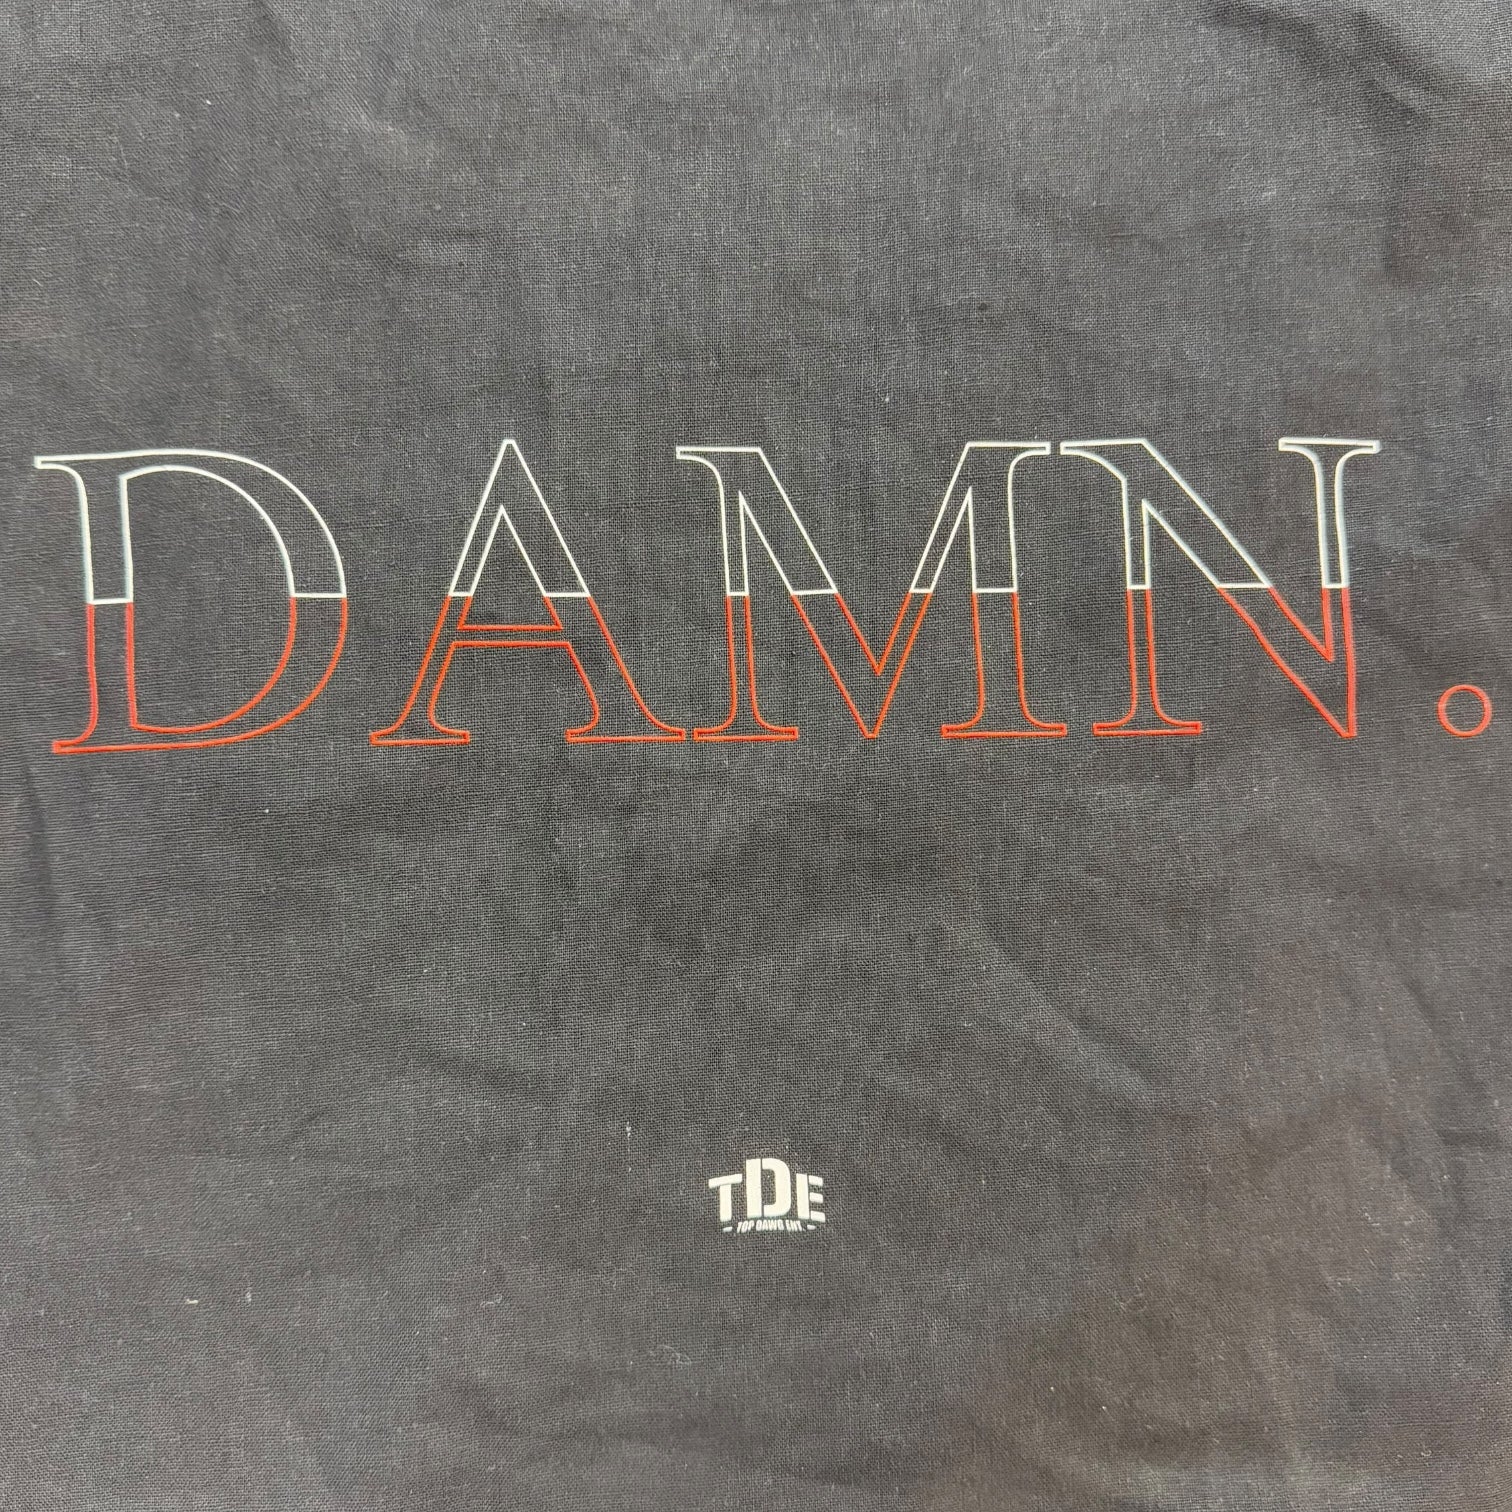 DAMN.
TDE
TOP DAWG ENT.